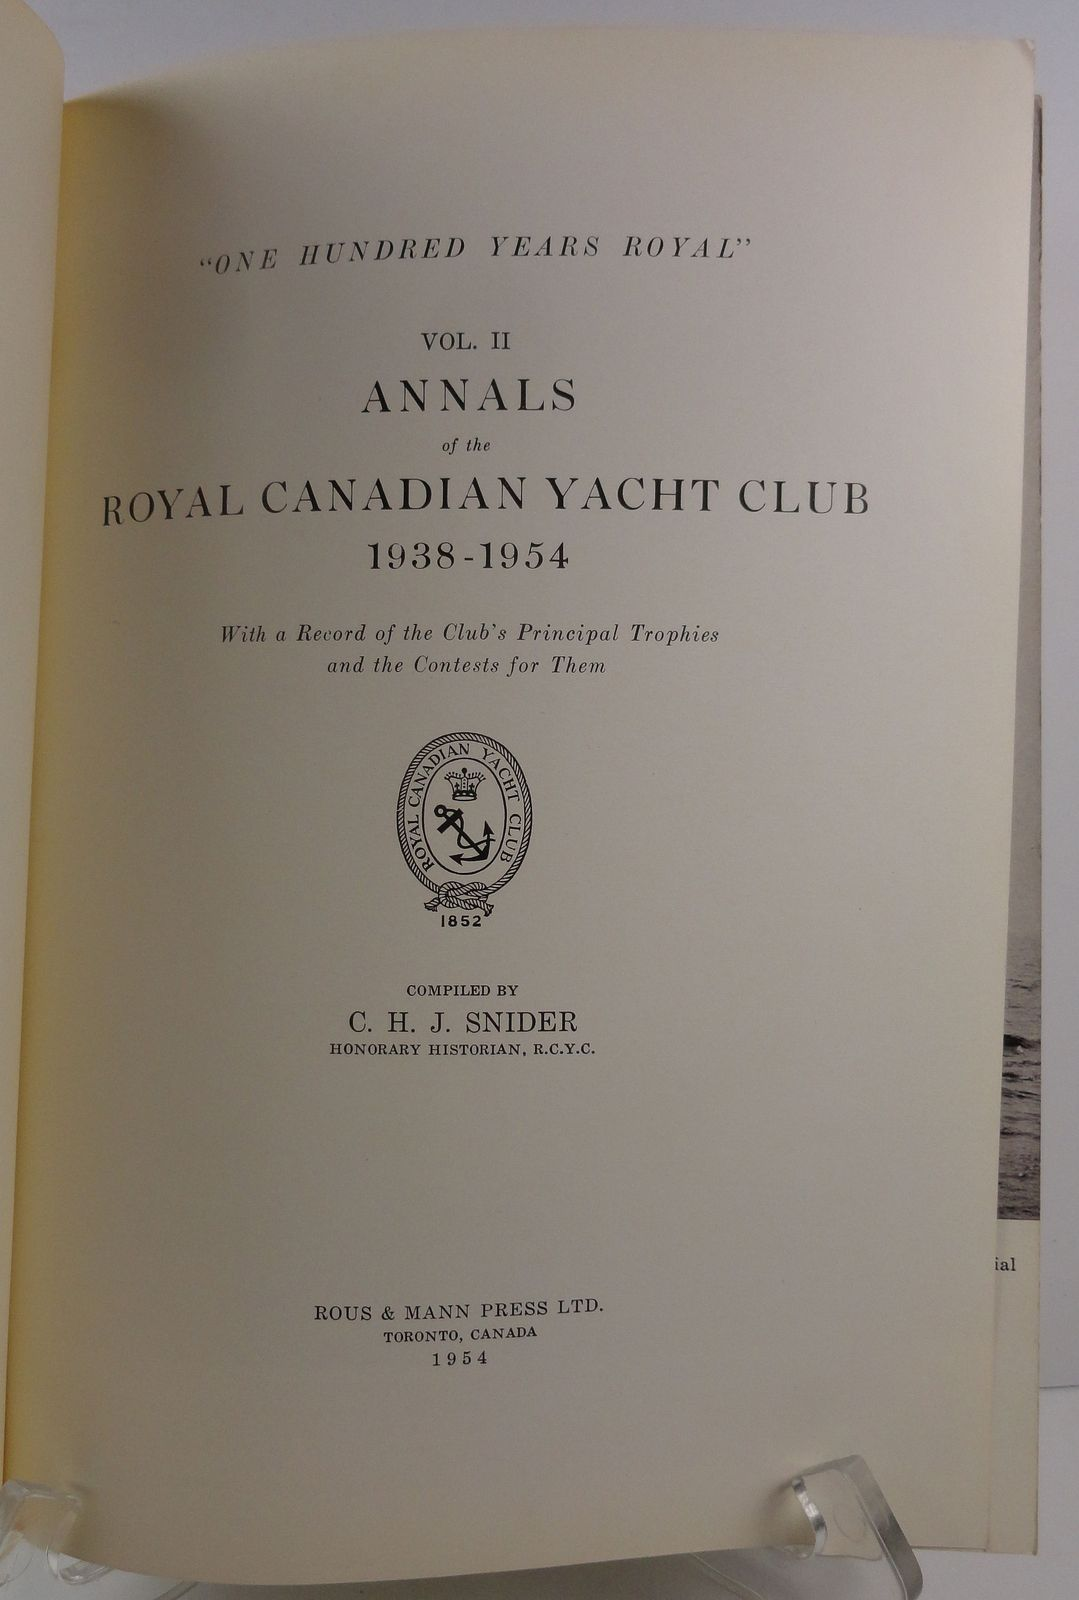 “ONE HUNDRED YEARS ROYAL”
VOL. II
ANNALS
of the
ROYAL CANADIAN YACHT CLUB
1938-1954
With a Record of the Club's Principal Trophies
and the Contests for Them
ROYAL CANADIAN YACHT CLUB
1852
COMPILED BY
C. H. J. SNIDER
HONORARY HISTORIAN, R.C.Y.C.
ROUS & MANN PRESS LTD.
TORONTO, CANADA
1954
ial